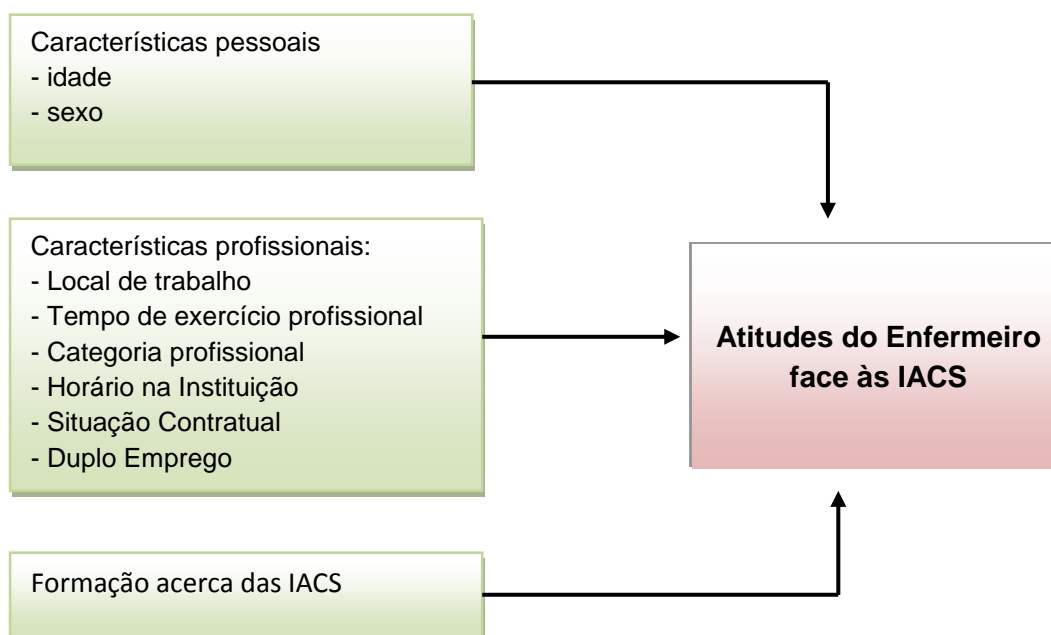 Características pessoais
- idade
- sexo
Características profissionais:
- Local de trabalho
- Tempo de exercício profissional
- Categoria profissional
- Horário na Instituição
- Situação Contratual
- Duplo Emprego
Atitudes do Enfermeiro
face às IACS
Formação acerca das IACS